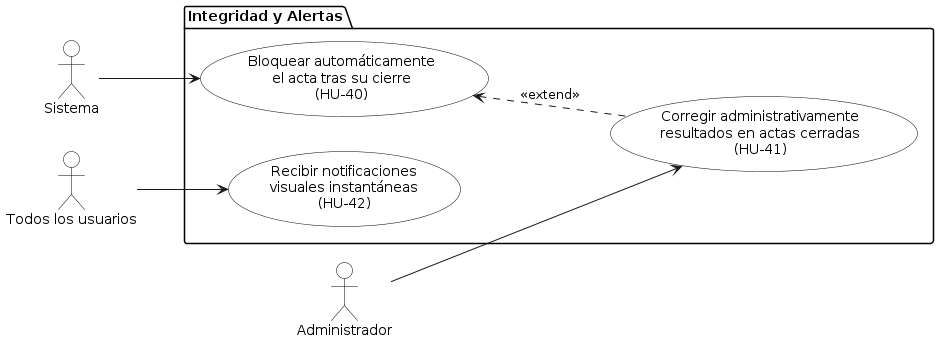 Integridad y Alertas
Sistema
Bloquear automáticamente
el acta tras su cierre
(HU-40)
«extend»
Corregir administrativamente
resultados en actas cerradas
(HU-41)
Todos los usuarios
Recibir notificaciones
visuales instantáneas
(HU-42)
Administrador